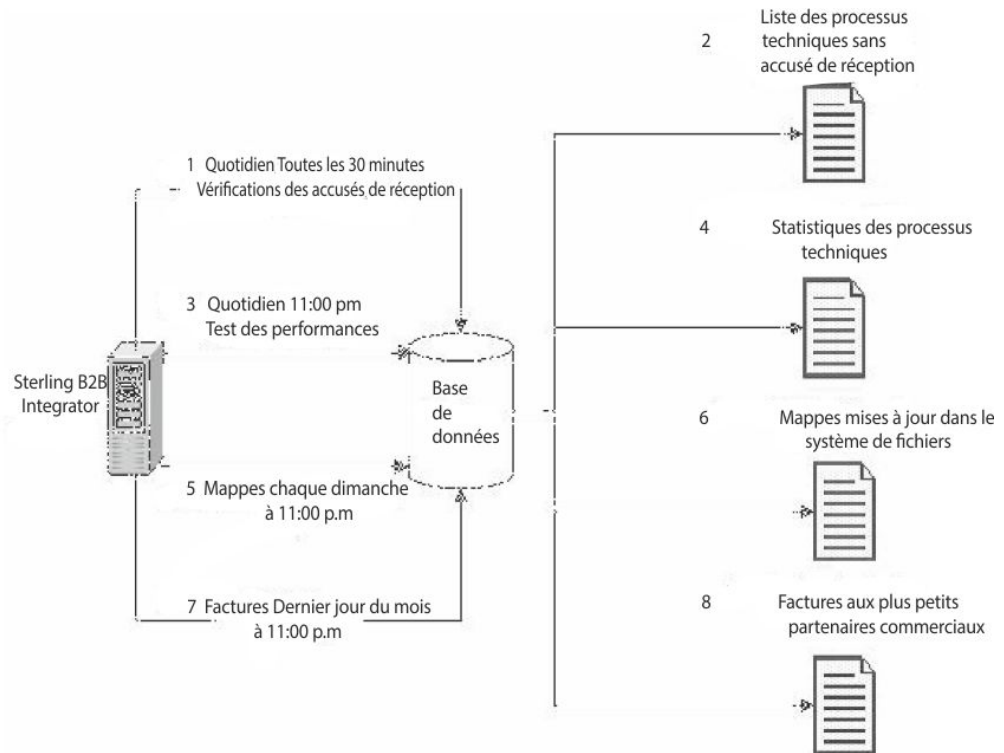 Liste des processus
2 techniques sans
accusé de réception
1 Quotidien Toutes les 30 minutes
Vérifications des accusés de réception
4 Statistiques des processus
techniques
3 Quotidien 11:00 pm
Test des performances
Sterling B2B
Integrator
Base
de
données
6 Mappes mises à jour dans le
système de fichiers
5 Mappes chaque dimanche
à 11:00 p.m
7 Factures Dernier jour du mois
à 11:00 p.m
8 Factures aux plus petits
partenaires commerciaux